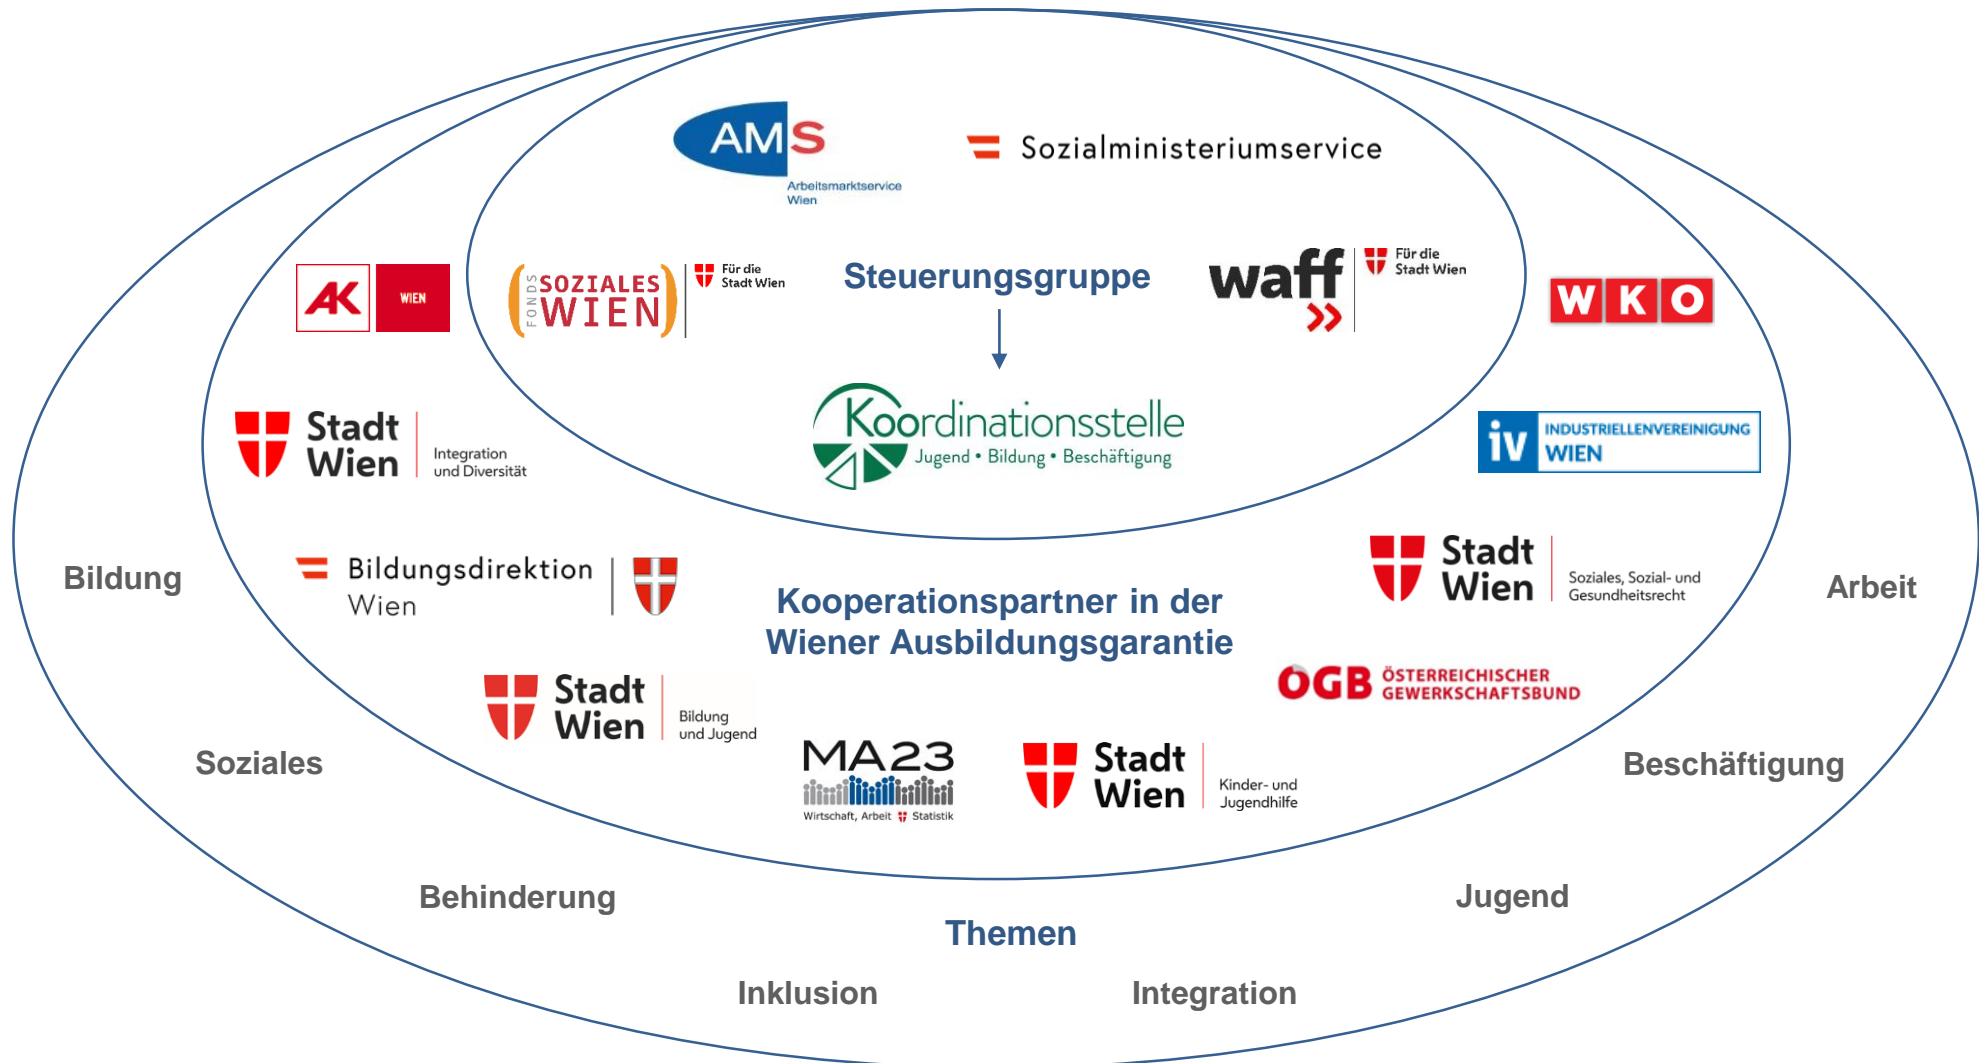 AMS
Arbeitsmarktservice
Wien
Sozialministeriumservice
AK
WIEN
FONDS
SOZIALES
WIEN
Für die
Stadt Wien
Steuerungsgruppe
waff
Für die
Stadt Wien
WKO
Koordinationsstelle
Jugend • Bildung • Beschäftigung
Stadt
Wien
Integration
und Diversität
iv
INDUSTRIELLENVEREINIGUNG
WIEN
Bildung
Bildungsdirektion
Wien
Kooperationspartner in der
Wiener Ausbildungsgarantie
Stadt
Wien
Soziales, Sozial- und
Gesundheitsrecht
Arbeit
Stadt
Wien
Bildung
und Jugend
ÖGB
ÖSTERREICHISCHER
GEWERKSCHAFTSBUND
Soziales
MA23
Wirtschaft, Arbeit Statistik
Stadt
Wien
Kinder- und
Jugendhilfe
Beschäftigung
Behinderung
Themen
Jugend
Inklusion
Integration